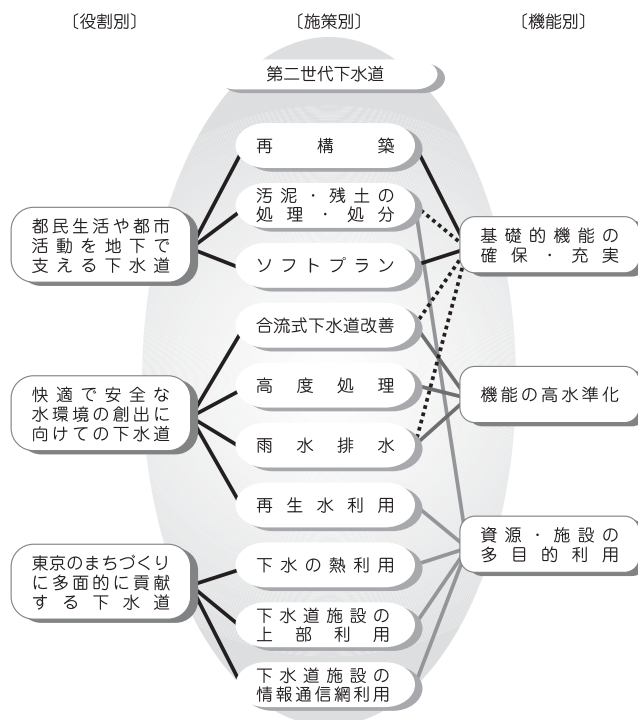 〔役割別〕
〔施策別〕
〔機能別〕
第二世代下水道
再構築
汚泥・残土の
処理・処分
ソフトプラン
合流式下水道改善
高度処理
雨水排水
再生水利用
下水の熱利用
下水道施設の
上部利用
下水道施設の
情報通信網利用
都民生活や都市
活動を地下で
支える下水道
快適で安全な
水環境の創出に
向けての下水道
東京のまちづくり
に多面的に貢献
する下水道
基礎的機能の
確保・充実
機能の高水準化
資源・施設の
多目的利用